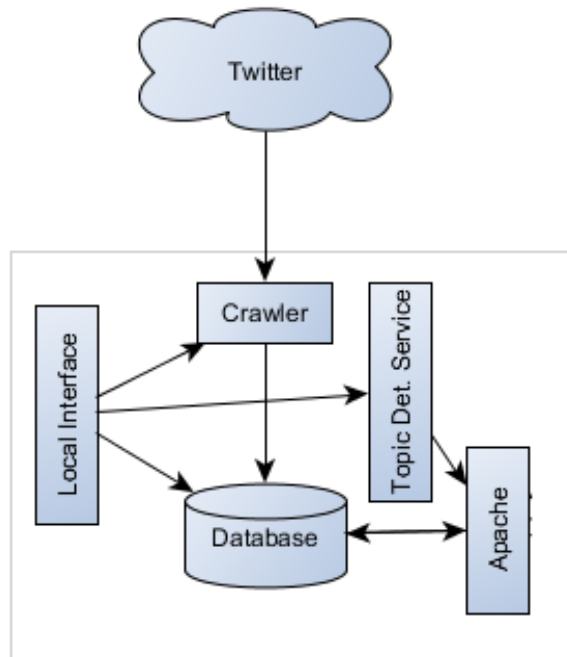 Twitter
Crawler
Local Interface
Topic Det. Service
Database
Apache